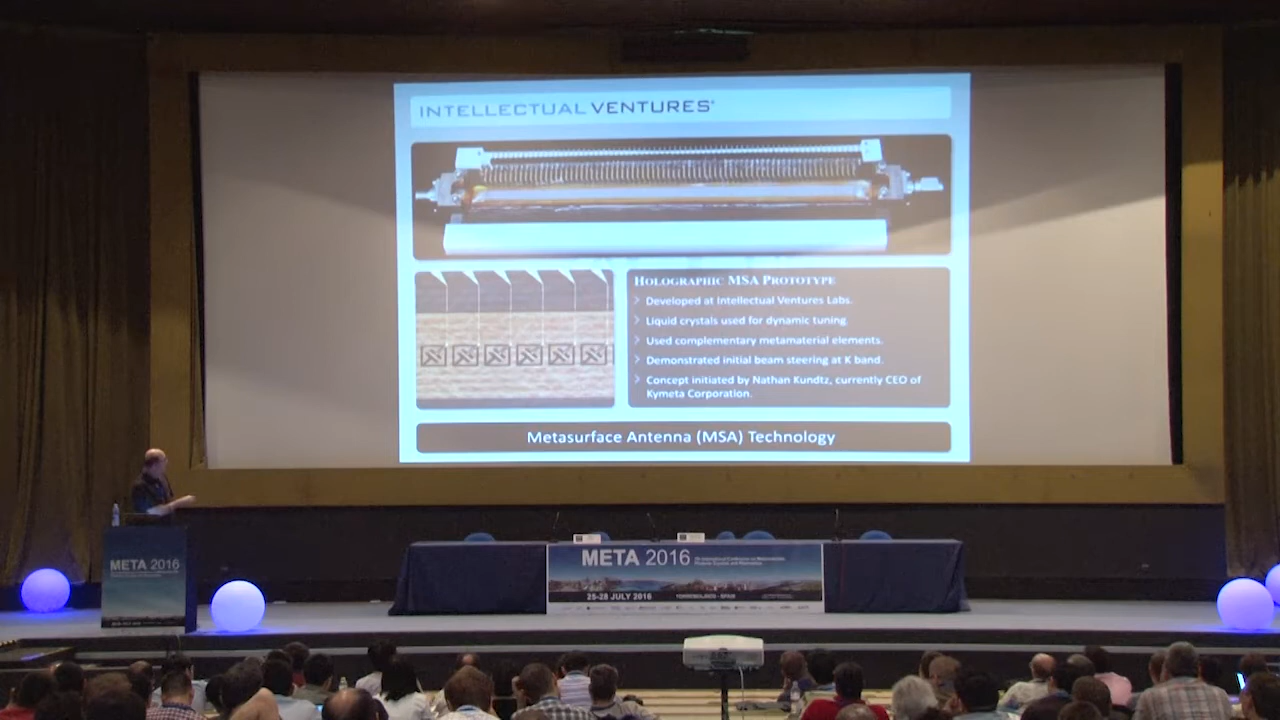 INTELLECTUAL VENTURES
HOLOGRAPHIC MSA PROTOTYPE
Developed at Intellectual Ventures Labs.
Liquid crystals used for dynamic tuning.
Used complementary metamaterial elements.
Demonstrated initial beam steering at K band.
Concept initiated by Nathan Kundtz, currently CEO of
Kymeta Corporation.
Metasurface Antenna (MSA) Technology
META 2016
META 2016
25-28 JULY 2016
TORREMOLINOS - SPAIN